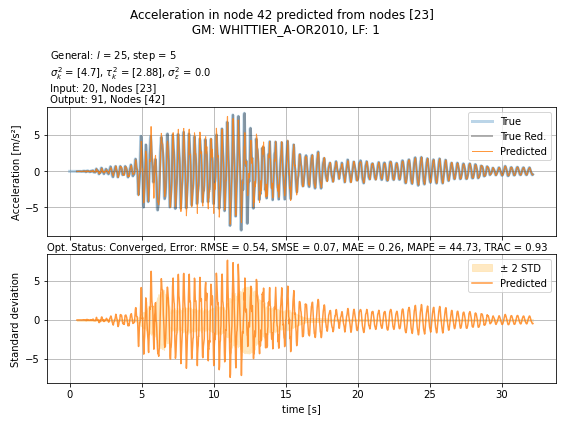 Acceleration in node 42 predicted from nodes [23]
GM: WHITTIER_A-OR2010, LF: 1
General: l = 25, step = 5
σ²ₖ = [4.7], τ²ₖ = [2.88], σ²ε = 0.0
Input: 20, Nodes [23]
Output: 91, Nodes [42]
Acceleration [m/s²]
5
0
−5
True
True Red.
Predicted
Opt. Status: Converged, Error: RMSE = 0.54, SMSE = 0.07, MAE = 0.26, MAPE = 44.73, TRAC = 0.93
Standard deviation
5
0
−5
± 2 STD
Predicted
0 5 10 15 20 25 30
time [s]